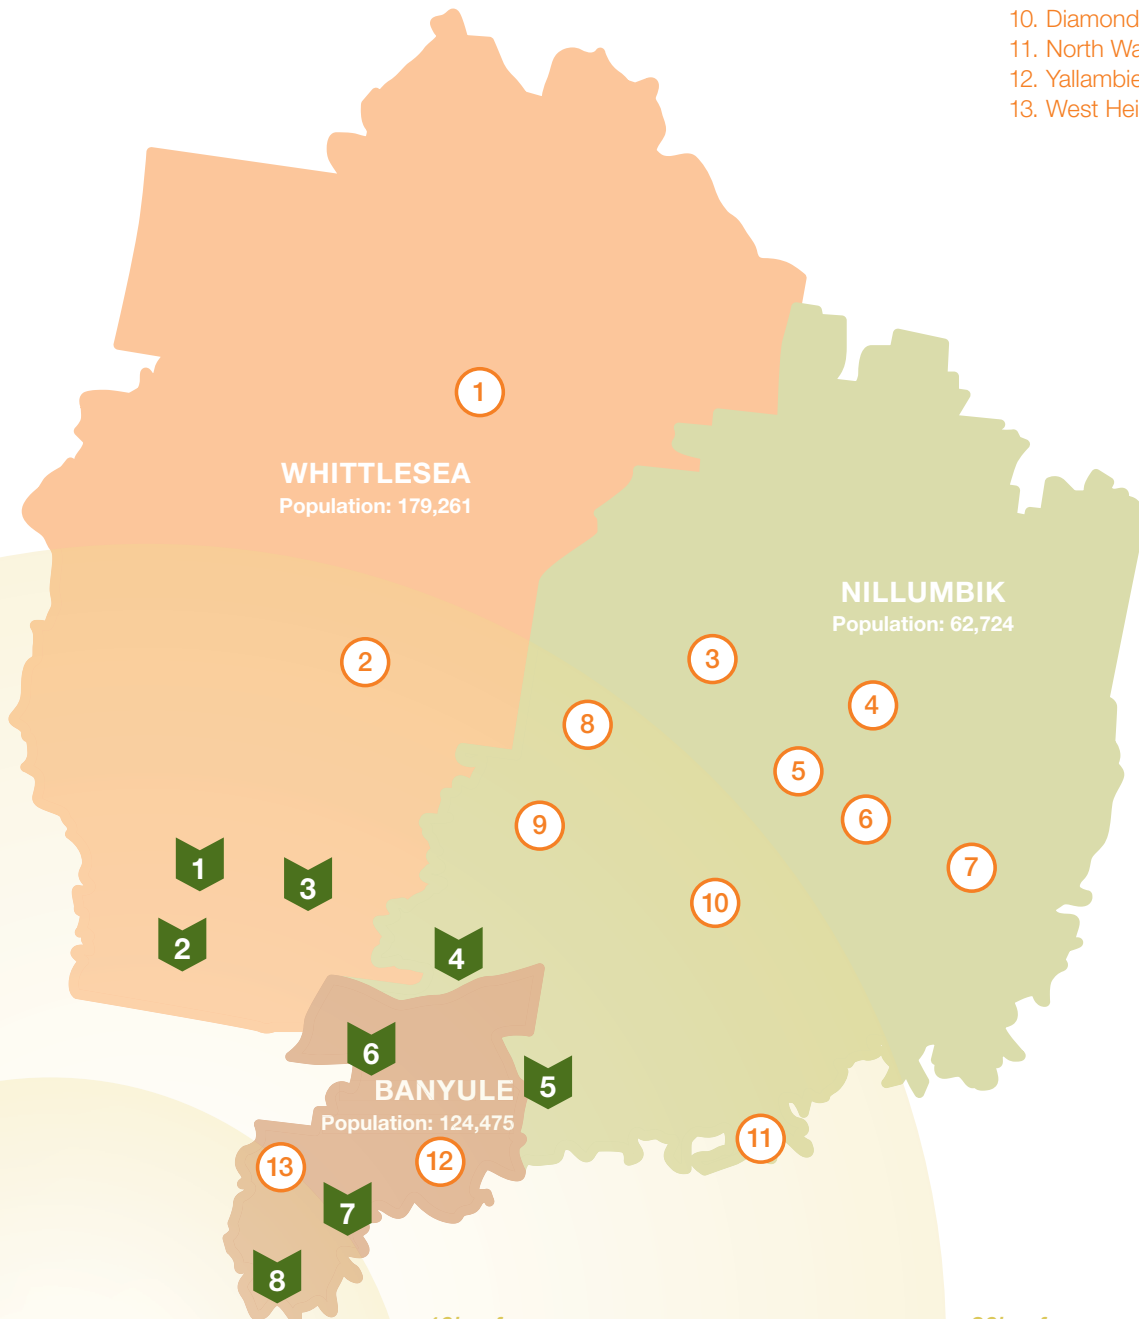 10. Diamond
11. North Wa
12. Yallambie
13. West Hei
1
WHITTLESEA
Population: 179,261
NILLUMBIK
Population: 62,724
2
3
4
8
5
9
6
7
1
3
10
2
4
6
5
BANYULE
Population: 124,475
11
13
12
7
8